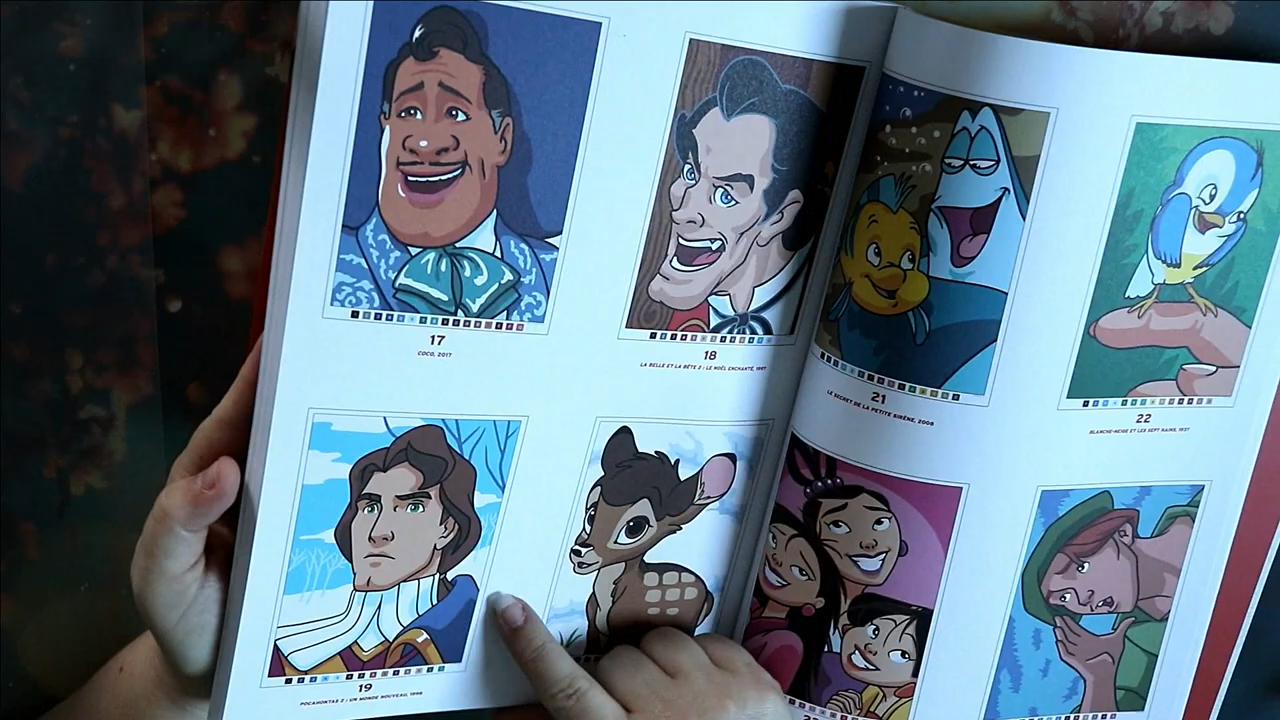 17
COCO, 2017
18
LA BELLE ET LA BÊTE 2 : LE NOËL ENCHANTÉ, 1997
19
POCAHONTAS 2 : UN MONDE NOUVEAU, 1998
21
LE SECRET DE LA PETITE SIRÈNE, 2008
22
BLANCHE-NEIGE ET LES SEPT NAINS, 1937